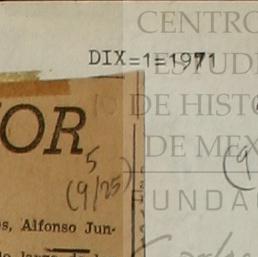 CENTRO
DIX=1=1971
ESTUD
OR
DE HISTO
5
DE MEX
(9/25)
(9
FUNDA
s, Alfonso Jun-